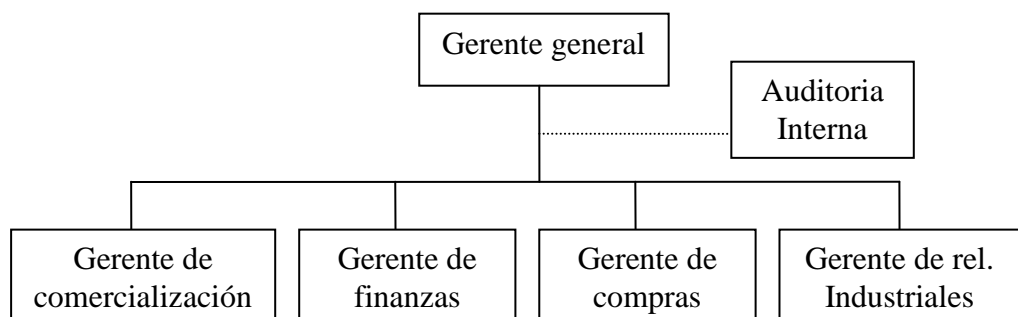 Gerente general
Auditoria
Interna
Gerente de
comercialización
Gerente de
finanzas
Gerente de
compras
Gerente de rel.
Industriales